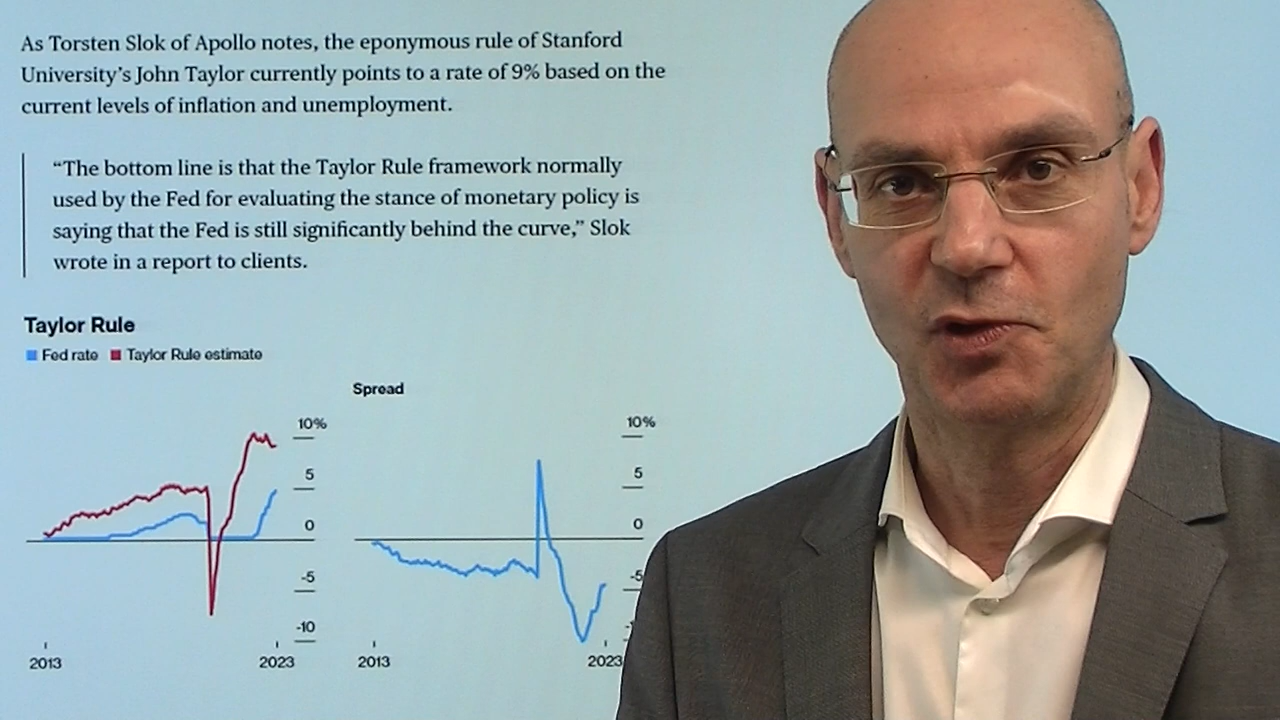 As Torsten Slok of Apollo notes, the eponymous rule of Stanford
University's John Taylor currently points to a rate of 9% based on the
current levels of inflation and unemployment.
“The bottom line is that the Taylor Rule framework normally
used by the Fed for evaluating the stance of monetary policy is
saying that the Fed is still significantly behind the curve,” Slok
wrote in a report to clients.
Taylor Rule
Fed rate Taylor Rule estimate
Spread
10%
5
0
-5
-10
2013 2023
10%
5
0
-5
2013 2023